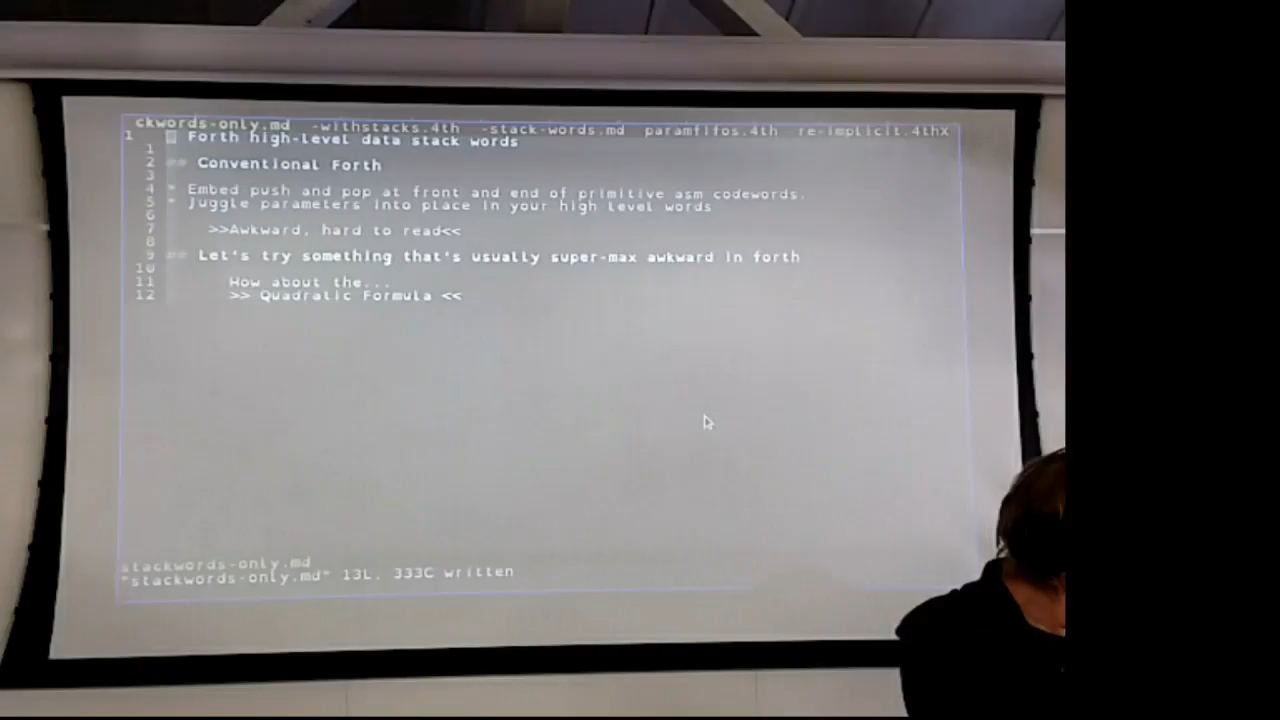 ckwords-only.md -withstacks.4th -stack-words.md paramfifos.4th re-implicit.4thX
1 # Forth high-level data stack words
1
2 ## Conventional Forth
3
4 * Embed push and pop at front and end of primitive asm codewords.
5 * Juggle parameters into place in your high level words
6
7 >>Awkward, hard to read<<
8
9 ## Let's try something that's usually super-max awkward in forth
10
11 How about the...
12 >> Quadratic Formula <<
stackwords-only.md
"stackwords-only.md" 13L, 333C written